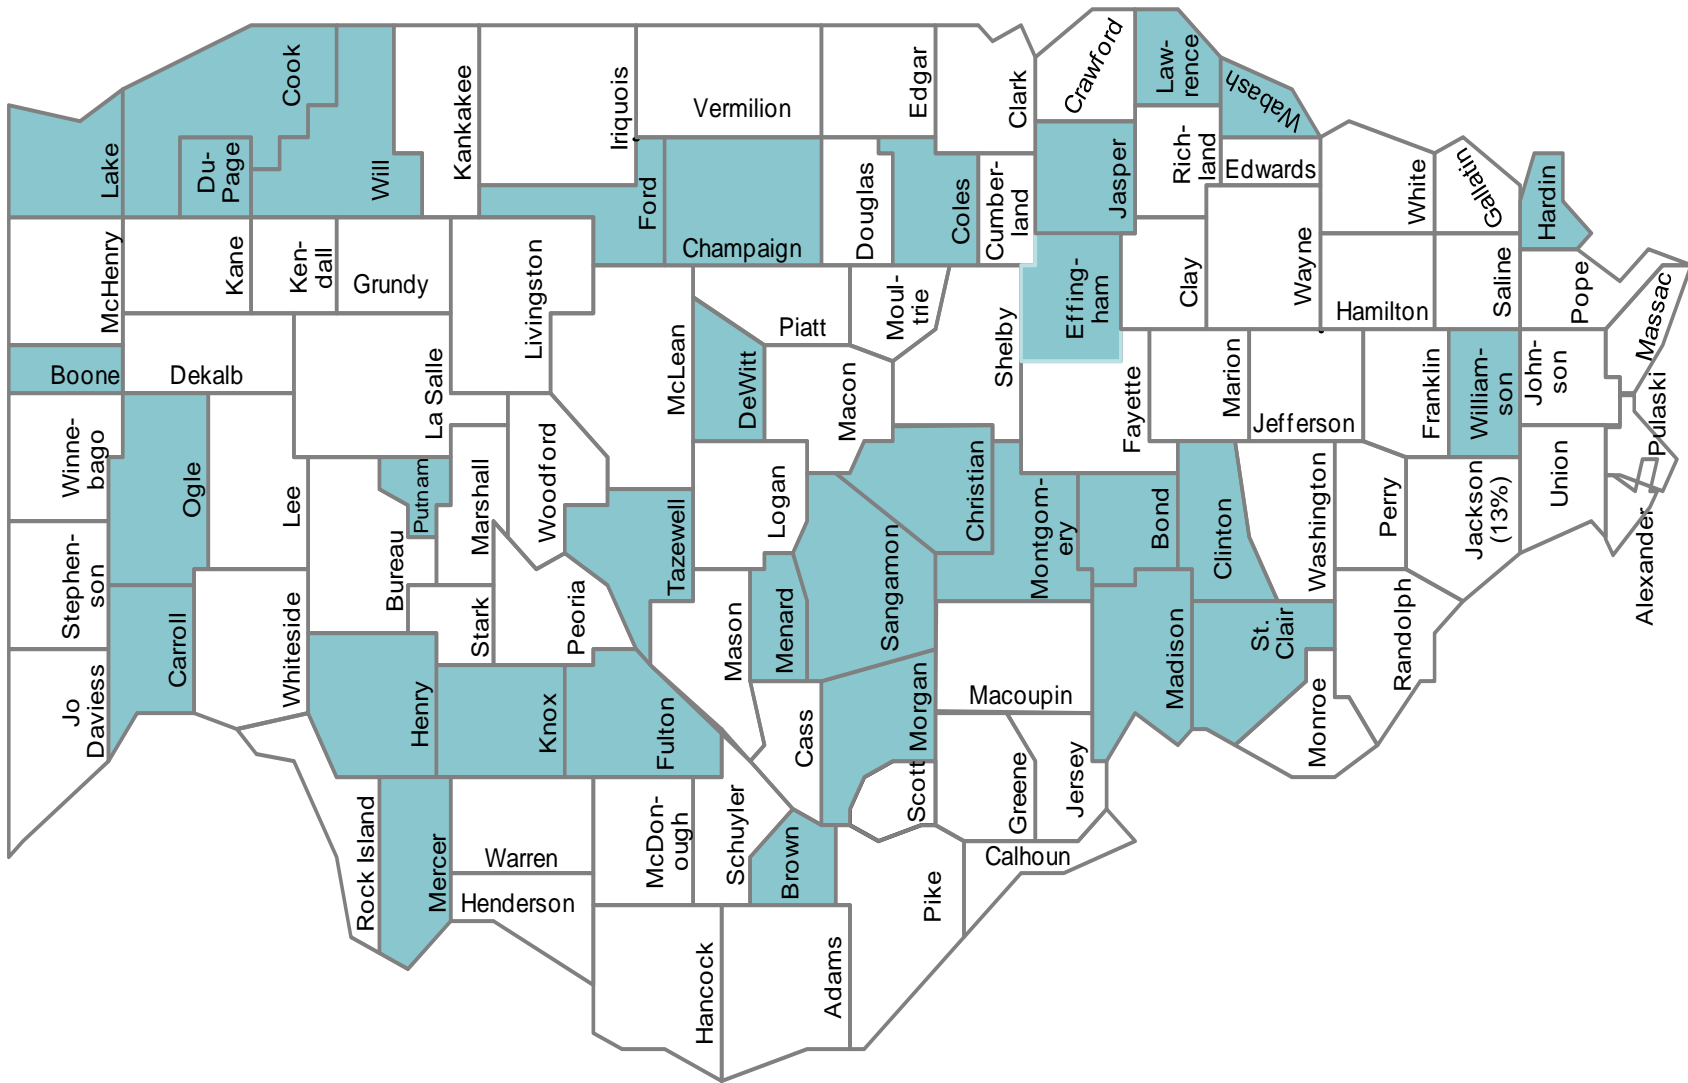 Cook
Lake
Du-
Page
Will
Kankakee
Iriquois
Vermilion
Edgar
Clark
Crawford
Law-
rence
Wabash
Ford
Champaign
Douglas
Coles
Cumber-
land
Jasper
Rich-
land
Edwards
White
Gallatin
Hardin
McHenry
Kane
Ken-
dall
Grundy
Livingston
McLean
Piatt
Moul-
trie
Shelby
Effing-
ham
Clay
Wayne
Hamilton
Saline
Pope
Massac
Boone
Dekalb
La Salle
DeWitt
Macon
Fayette
Marion
Jefferson
Franklin
William-
son
John-
son
Pulaski
Winne-
bago
Ogle
Lee
Putnam
Marshall
Woodford
Logan
Christian
Montgom-
ery
Bond
Clinton
Washington
Perry
Jackson
(13%)
Union
Alexander
Stephen-
son
Carroll
Whiteside
Bureau
Stark
Peoria
Tazewell
Mason
Menard
Sangamon
Macoupin
Madison
St.
Clair
Randolph
Monroe
Jo
Daviess
Henry
Knox
Fulton
Cass
Morgan
Scott
Greene
Jersey
Rock Island
Mercer
Warren
Henderson
McDon-
ough
Schuyler
Brown
Pike
Calhoun
Hancock
Adams